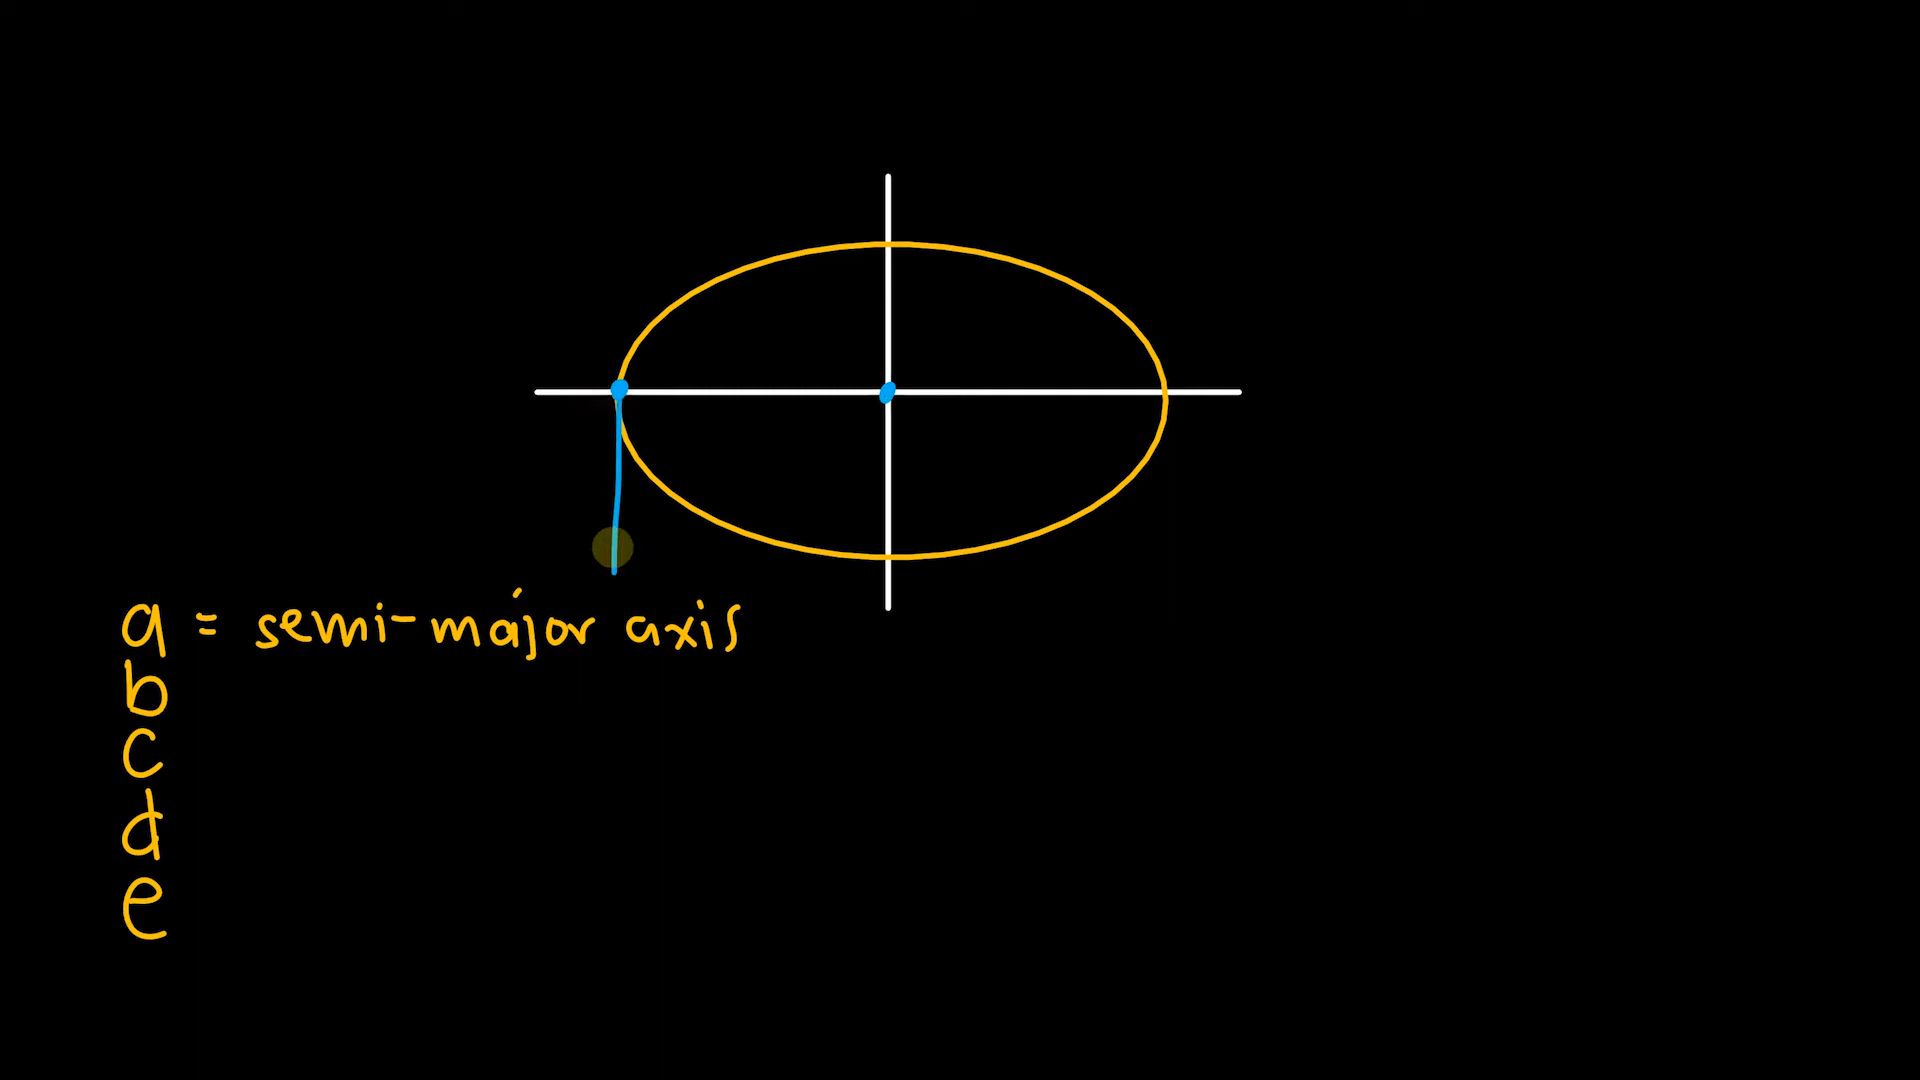 a = semi-major axis
b
c
d
e